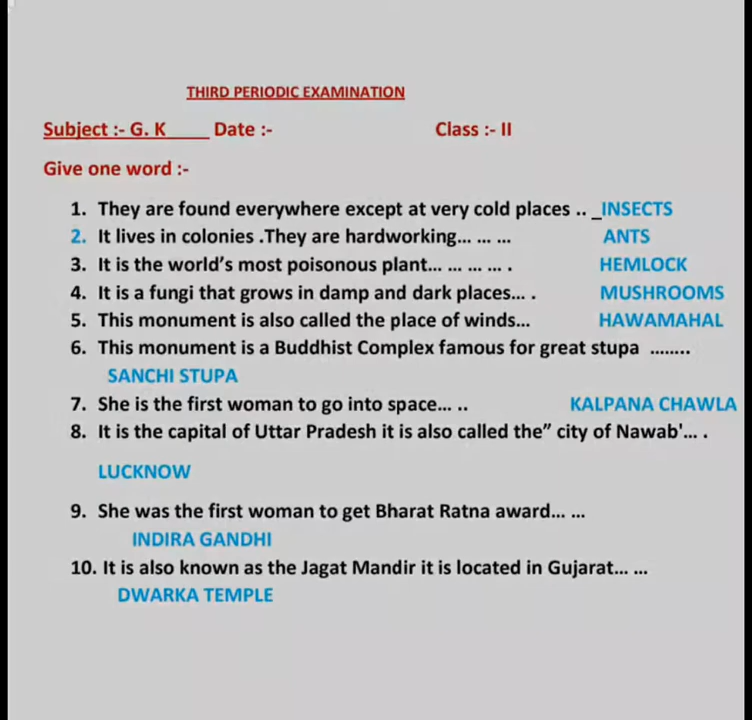 THIRD PERIODIC EXAMINATION
Subject :- G. K____ Date :- Class :- II
Give one word :-
1. They are found everywhere except at very cold places .. _INSECTS
2. It lives in colonies .They are hardworking... ... ... ANTS
3. It is the world's most poisonous plant... ... ... ... . HEMLOCK
4. It is a fungi that grows in damp and dark places... . MUSHROOMS
5. This monument is also called the place of winds... HAWAMAHAL
6. This monument is a Buddhist Complex famous for great stupa ........
SANCHI STUPA
7. She is the first woman to go into space... .. KALPANA CHAWLA
8. It is the capital of Uttar Pradesh it is also called the" city of Nawab'... .
LUCKNOW
9. She was the first woman to get Bharat Ratna award... ...
INDIRA GANDHI
10. It is also known as the Jagat Mandir it is located in Gujarat... ...
DWARKA TEMPLE